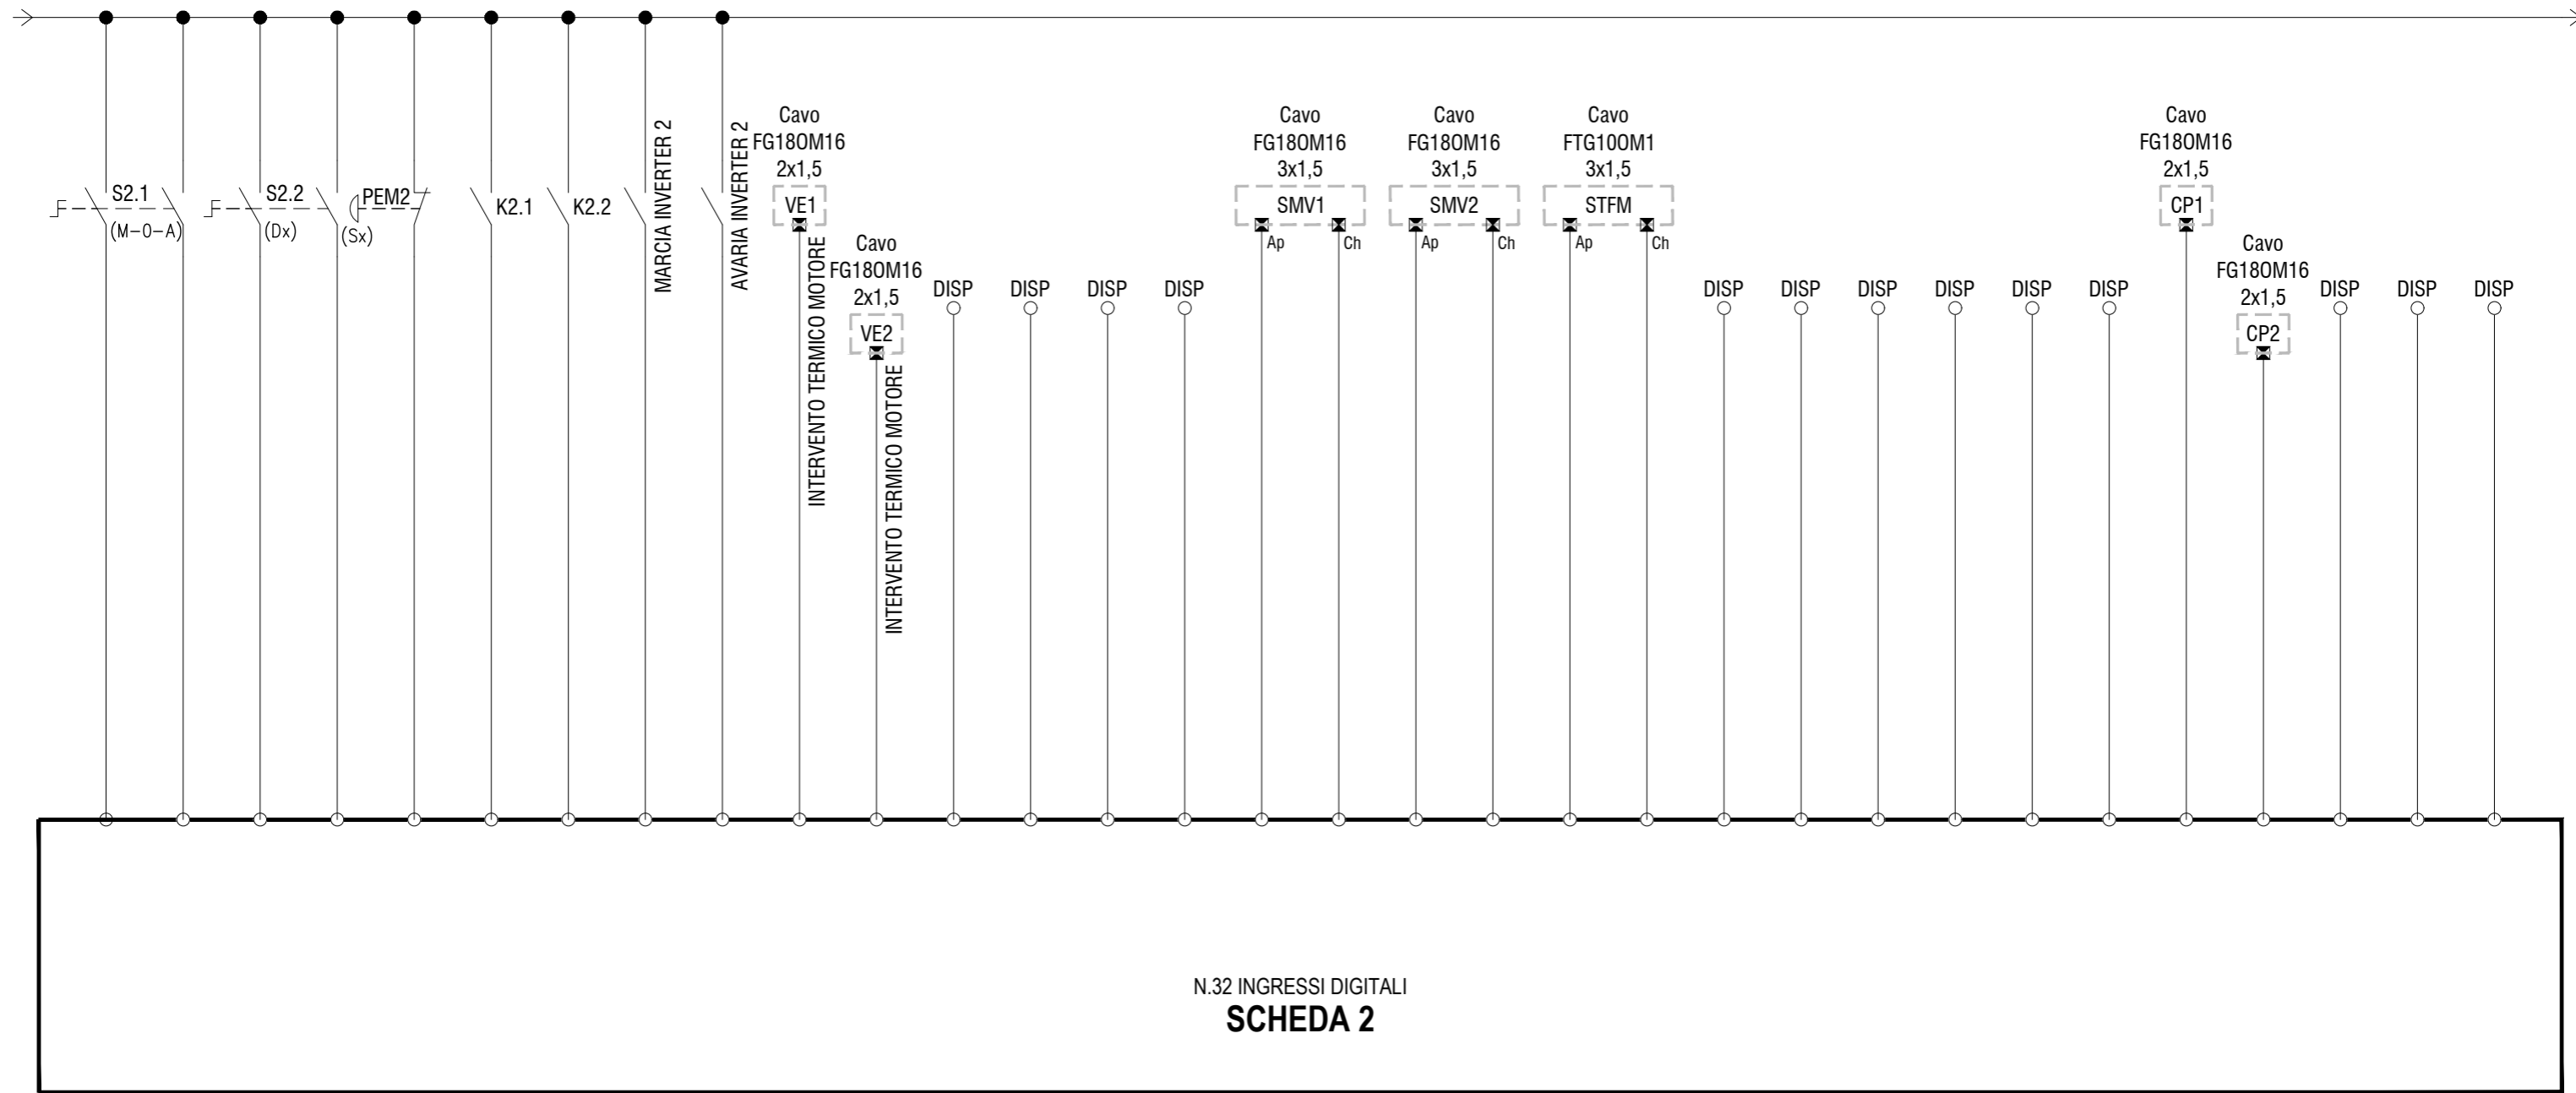 S2.1
(M-O-A)
S2.2
(Dx)
(Sx)
PEM2
K2.1
K2.2
MARCIA INVERTER 2
AVARIA INVERTER 2
Cavo
FG18OM16
2x1,5
VE1
INTERVENTO TERMICO MOTORE
Cavo
FG18OM16
2x1,5
VE2
INTERVENTO TERMICO MOTORE
DISP
DISP
DISP
DISP
Cavo
FG18OM16
3x1,5
SMV1
Ap
Ch
Cavo
FG18OM16
3x1,5
SMV2
Ap
Ch
Cavo
FTG10OM1
3x1,5
STFM
Ap
Ch
DISP
DISP
DISP
DISP
DISP
DISP
Cavo
FG18OM16
2x1,5
CP1
Cavo
FG18OM16
2x1,5
CP2
DISP
DISP
DISP
N.32 INGRESSI DIGITALI
SCHEDA 2